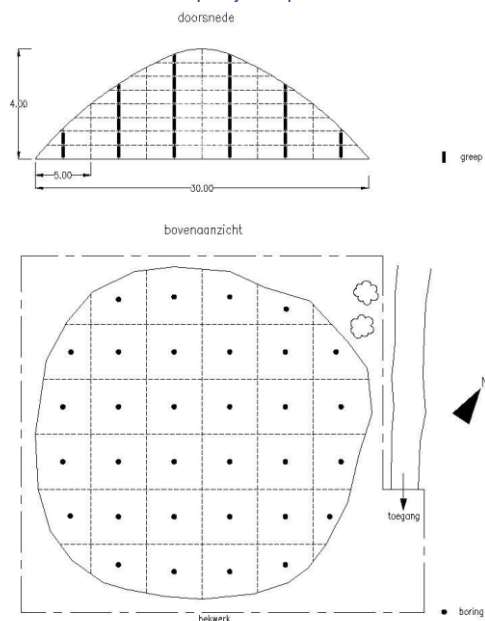 doorsnede
4.00
greep
5.00
30.00
bovenaanzicht
N
toegang
hekwerk
boring